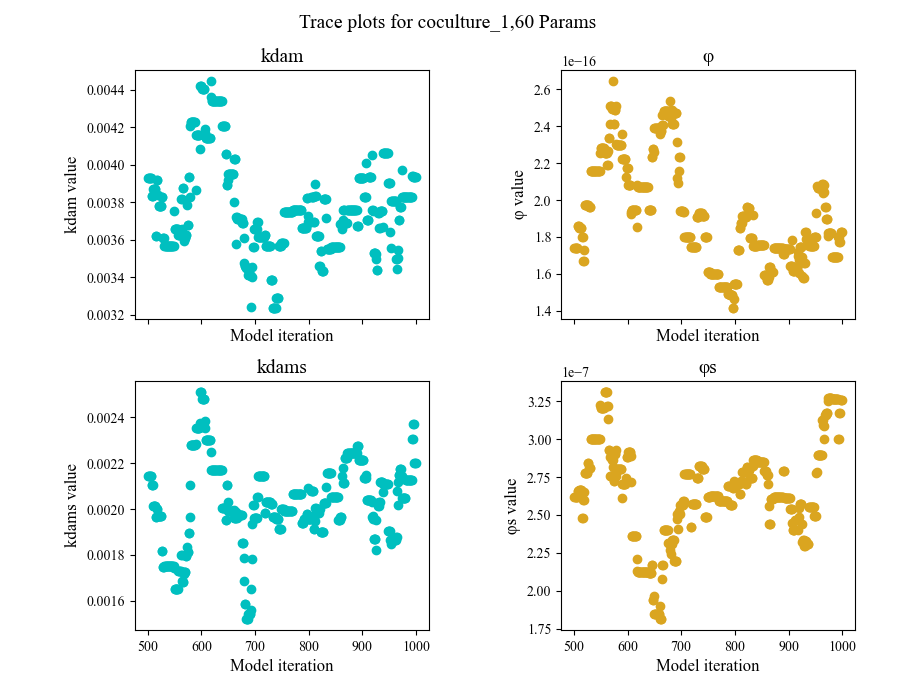 Trace plots for coculture_1,60 Params
kdam
φ
1e−16
kdam value
0.0044
0.0042
0.0040
0.0038
0.0036
0.0034
0.0032
Model iteration
φ value
2.6
2.4
2.2
2.0
1.8
1.6
1.4
Model iteration
kdams
φs
1e−7
kdams value
0.0024
0.0022
0.0020
0.0018
0.0016
500 600 700 800 900 1000
Model iteration
φs value
3.25
3.00
2.75
2.50
2.25
2.00
1.75
500 600 700 800 900 1000
Model iteration